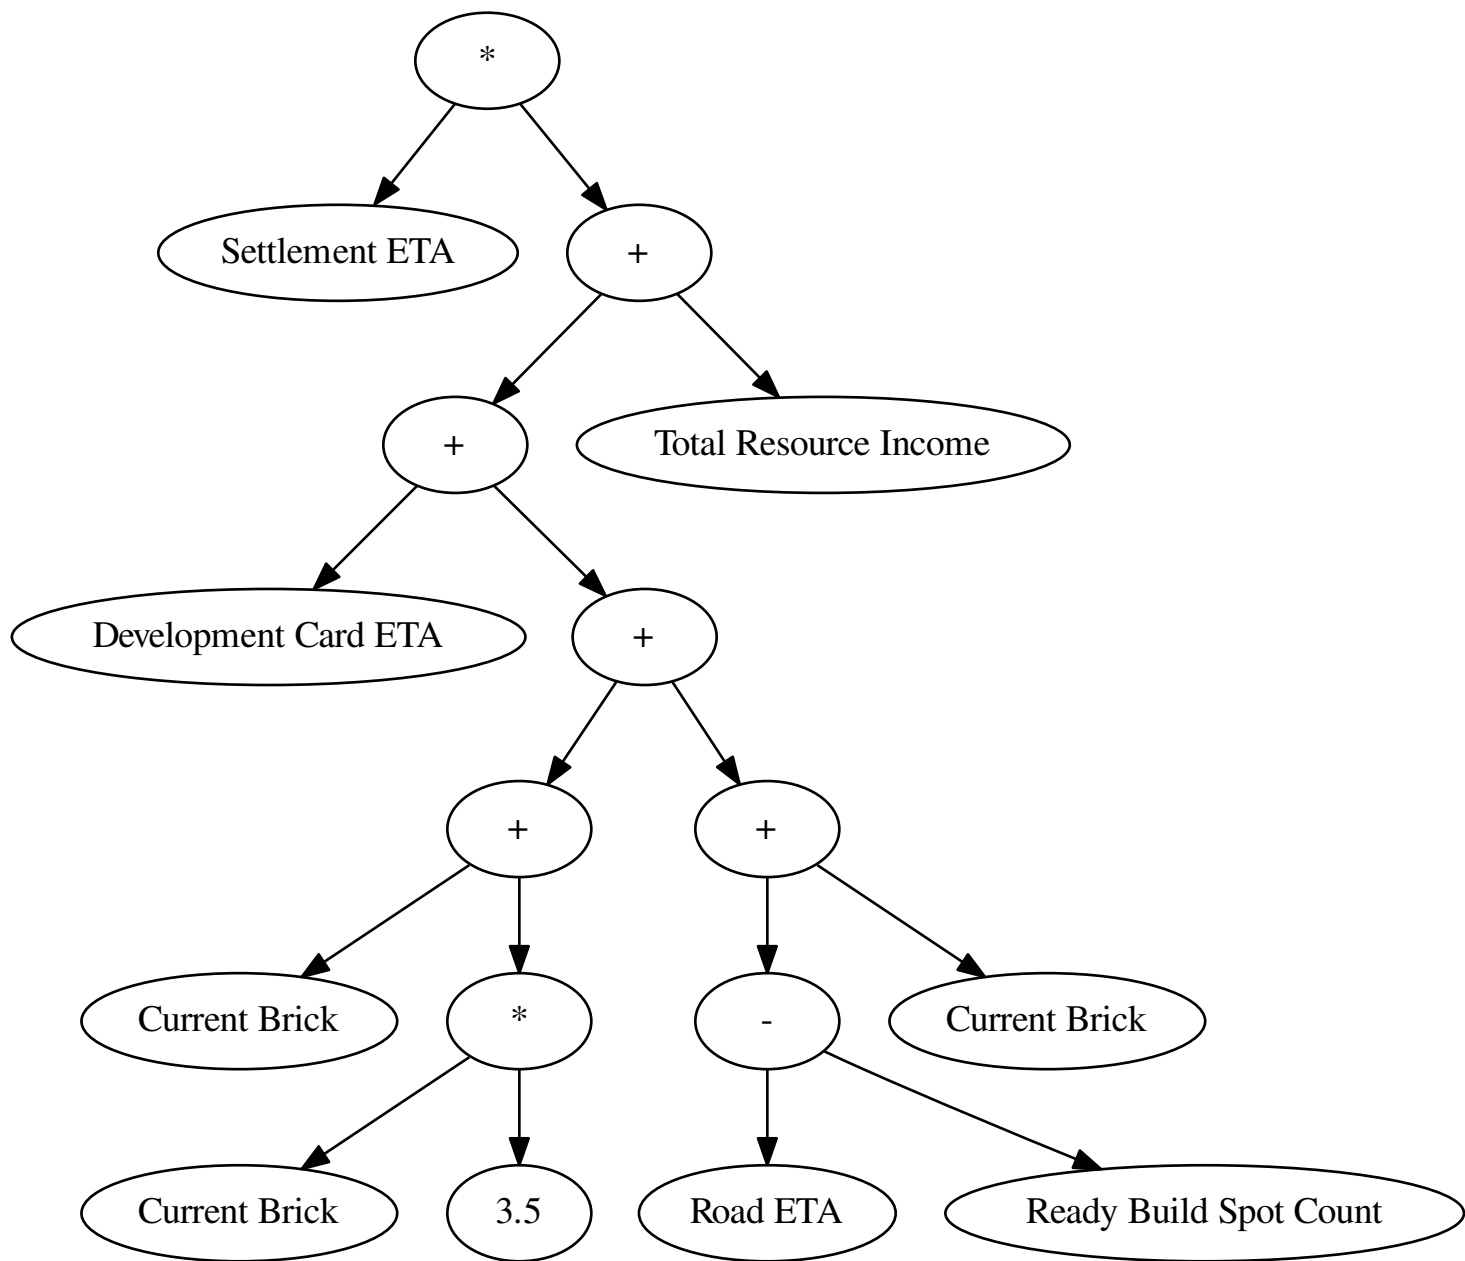 *
Settlement ETA
+
+
Total Resource Income
Development Card ETA
+
+
+
Current Brick
*
-
Current Brick
Current Brick
3.5
Road ETA
Ready Build Spot Count